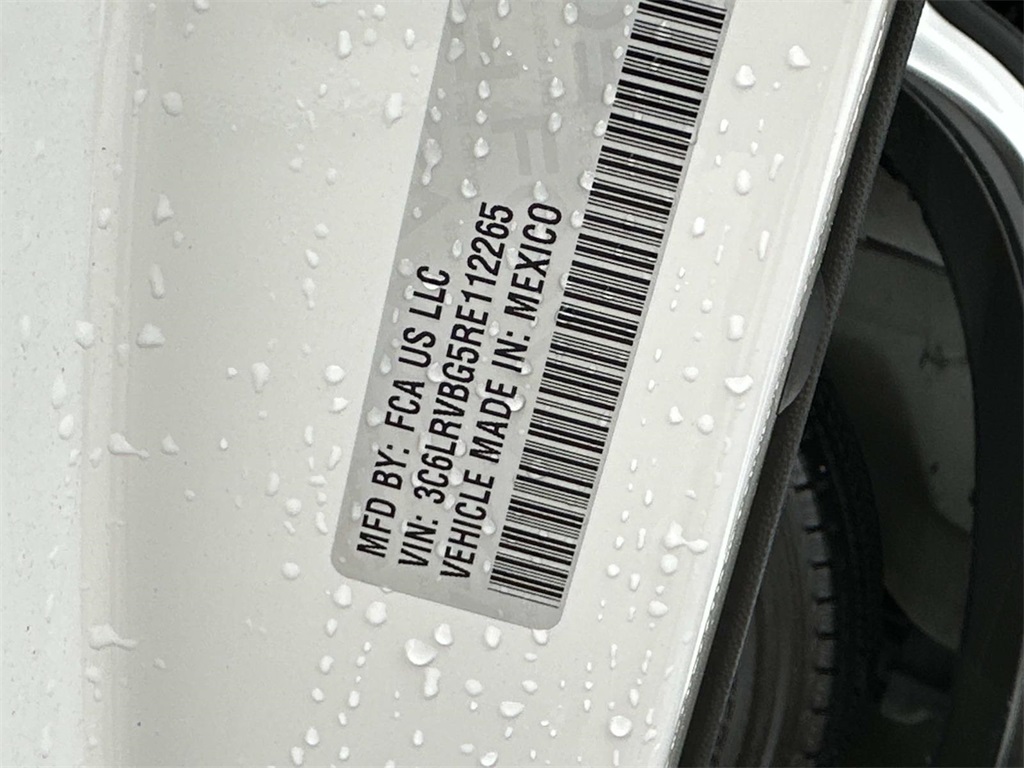 MFD BY: FCA US LLC
VIN: 3C6LRVBG5RE112265
VEHICLE MADE IN: MEXICO